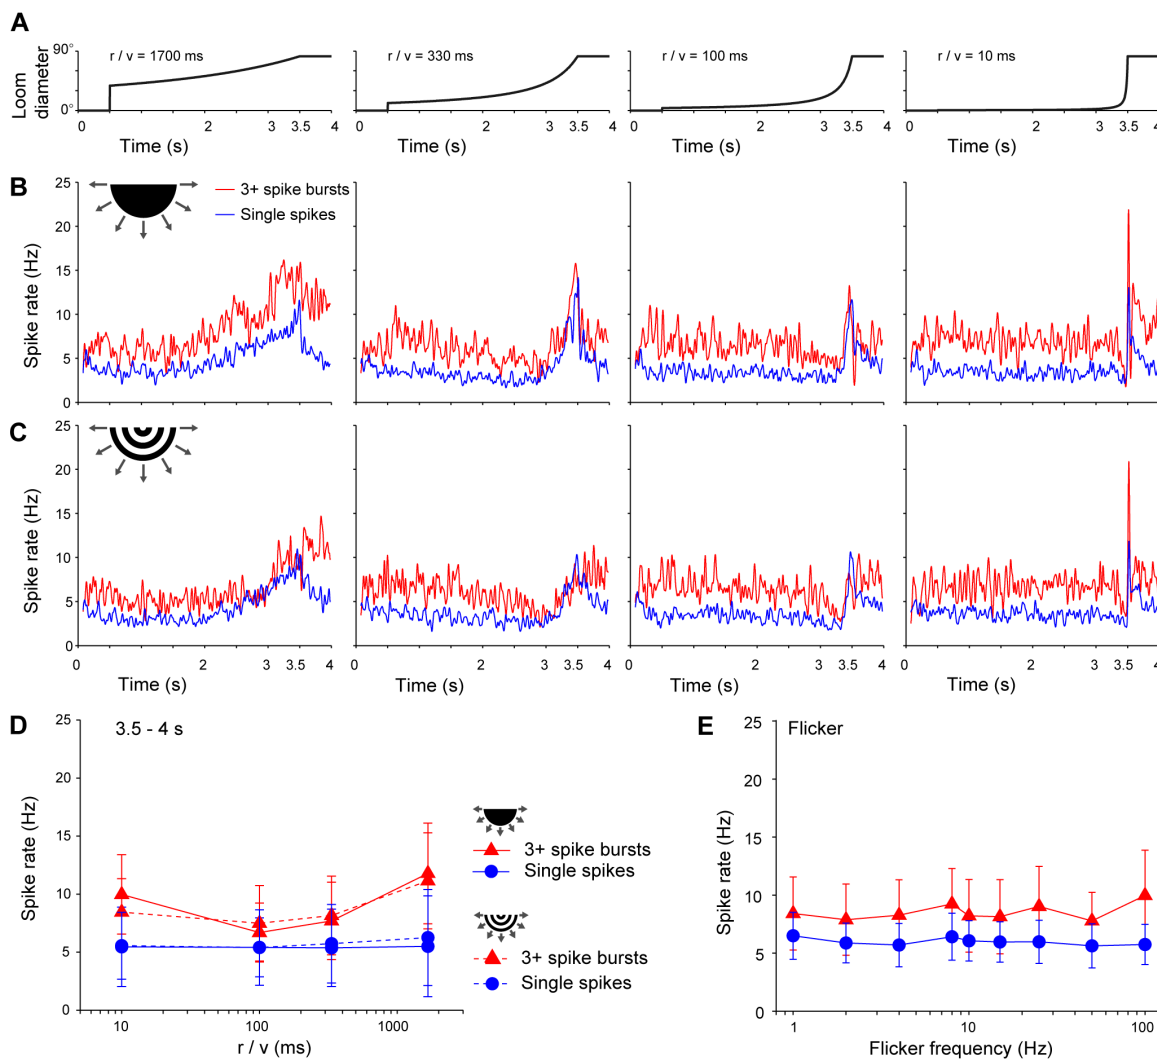 A
r / v = 1700 ms
r / v = 330 ms
r / v = 100 ms
r / v = 10 ms
Loom diameter
90°
0°
0 2 3 3.5 4
0 2 3 3.5 4
0 2 3 3.5 4
0 2 3 3.5 4
Time (s)
Time (s)
Time (s)
Time (s)
B
3+ spike bursts
Single spikes
Spike rate (Hz)
25
20
15
10
5
0
C
Spike rate (Hz)
25
20
15
10
5
0
0 2 3 3.5 4
0 2 3 3.5 4
0 2 3 3.5 4
0 2 3 3.5 4
Time (s)
Time (s)
Time (s)
Time (s)
D
3.5 - 4 s
Spike rate (Hz)
25
20
15
10
5
0
10 100 1000
r / v (ms)
3+ spike bursts
Single spikes
3+ spike bursts
Single spikes
E
Flicker
Spike rate (Hz)
25
20
15
10
5
0
1 10 100
Flicker frequency (Hz)